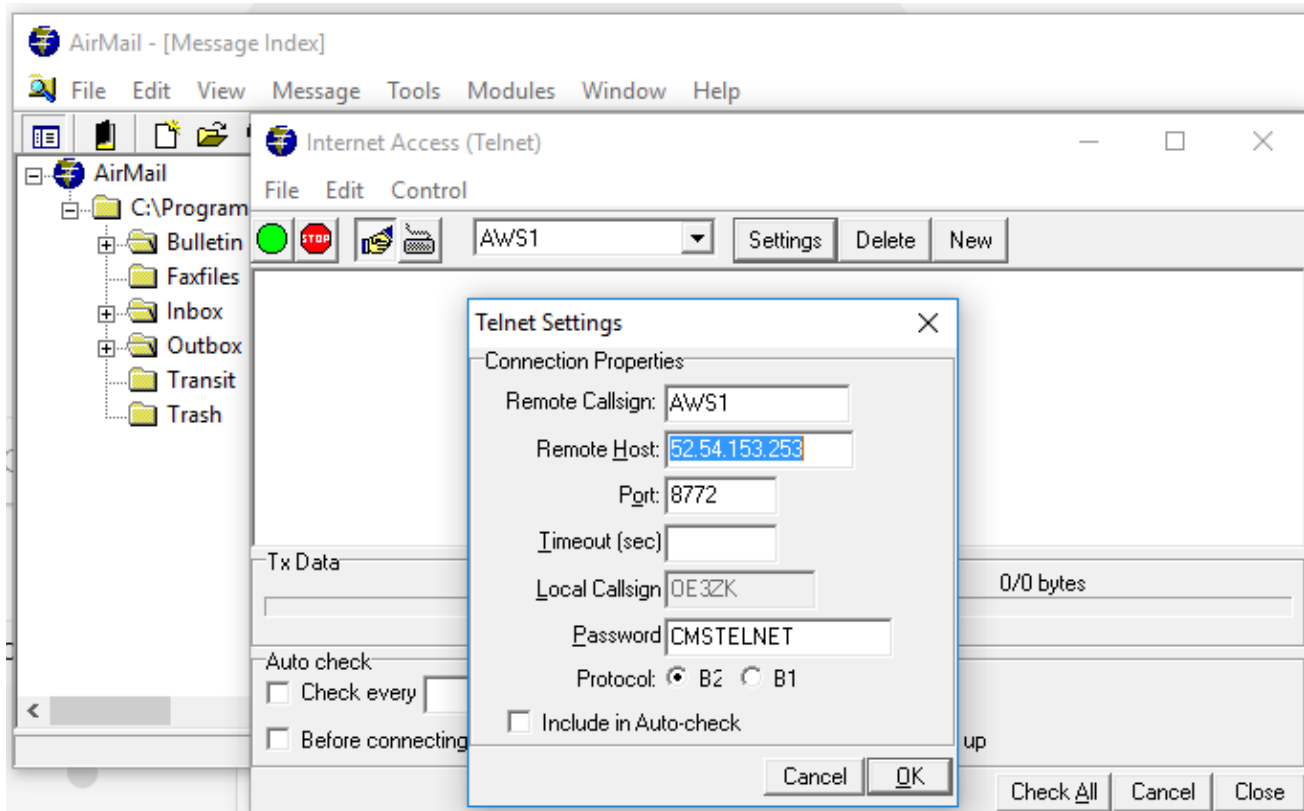 AirMail - [Message Index]
File Edit View Message Tools Modules Window Help
Internet Access (Telnet)
File Edit Control
STOP
AWS1
Settings Delete New
AirMail
C:\Program
Bulletin
Faxfiles
Inbox
Outbox
Transit
Trash
Telnet Settings
Connection Properties
Remote Callsign: AWS1
Remote Host: 52.54.153.253
Port: 8772
Timeout (sec)
Local Callsign OE3ZK
Password CMSTELNET
Protocol: B2 B1
Include in Auto-check
Cancel OK
Tx Data
0/0 bytes
Auto check
Check every
Before connecting
up
Check All Cancel Close